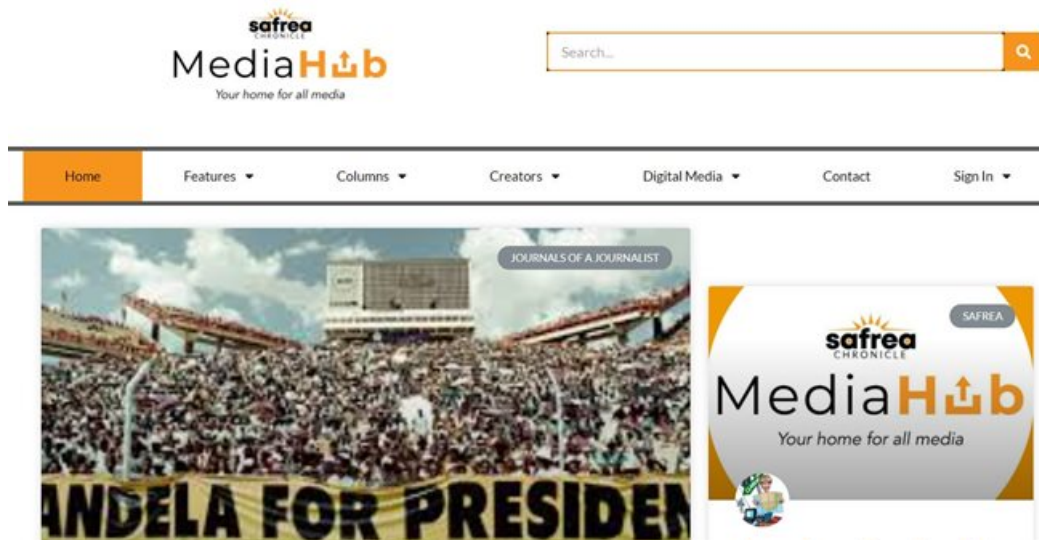 safrea
CHRONICLE
MediaHub
Your home for all media
Search...
Home Features Columns Creators Digital Media Contact Sign In
JOURNALS OF A JOURNALIST
ANDELA FOR PRESIDEN
SAFREA
safrea
CHRONICLE
MediaHub
Your home for all media